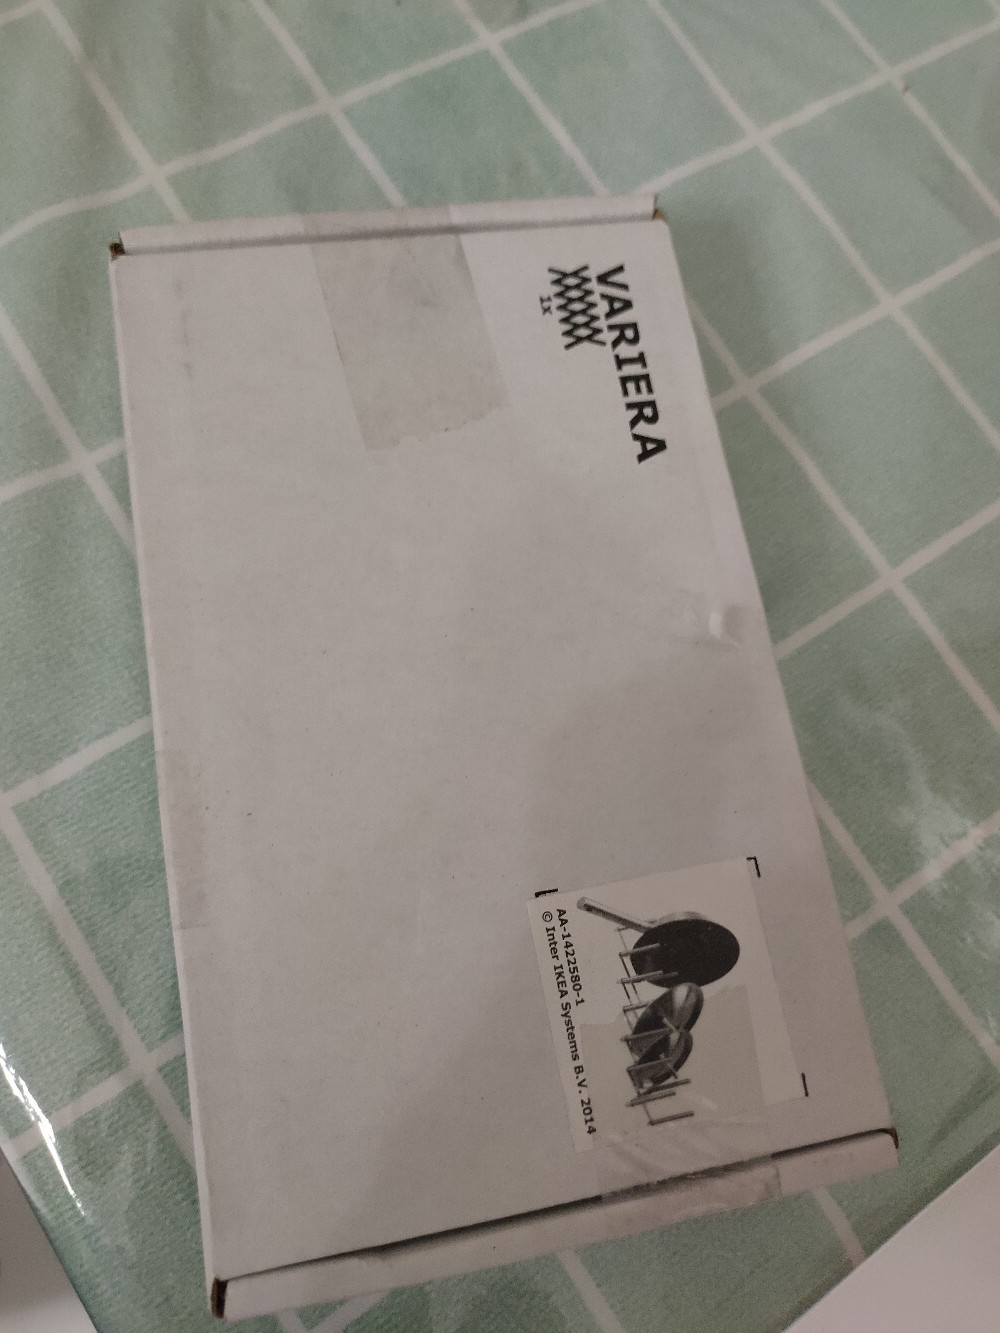 VARIERA
1x
AA-1422580-1
© Inter IKEA Systems B.V. 2014